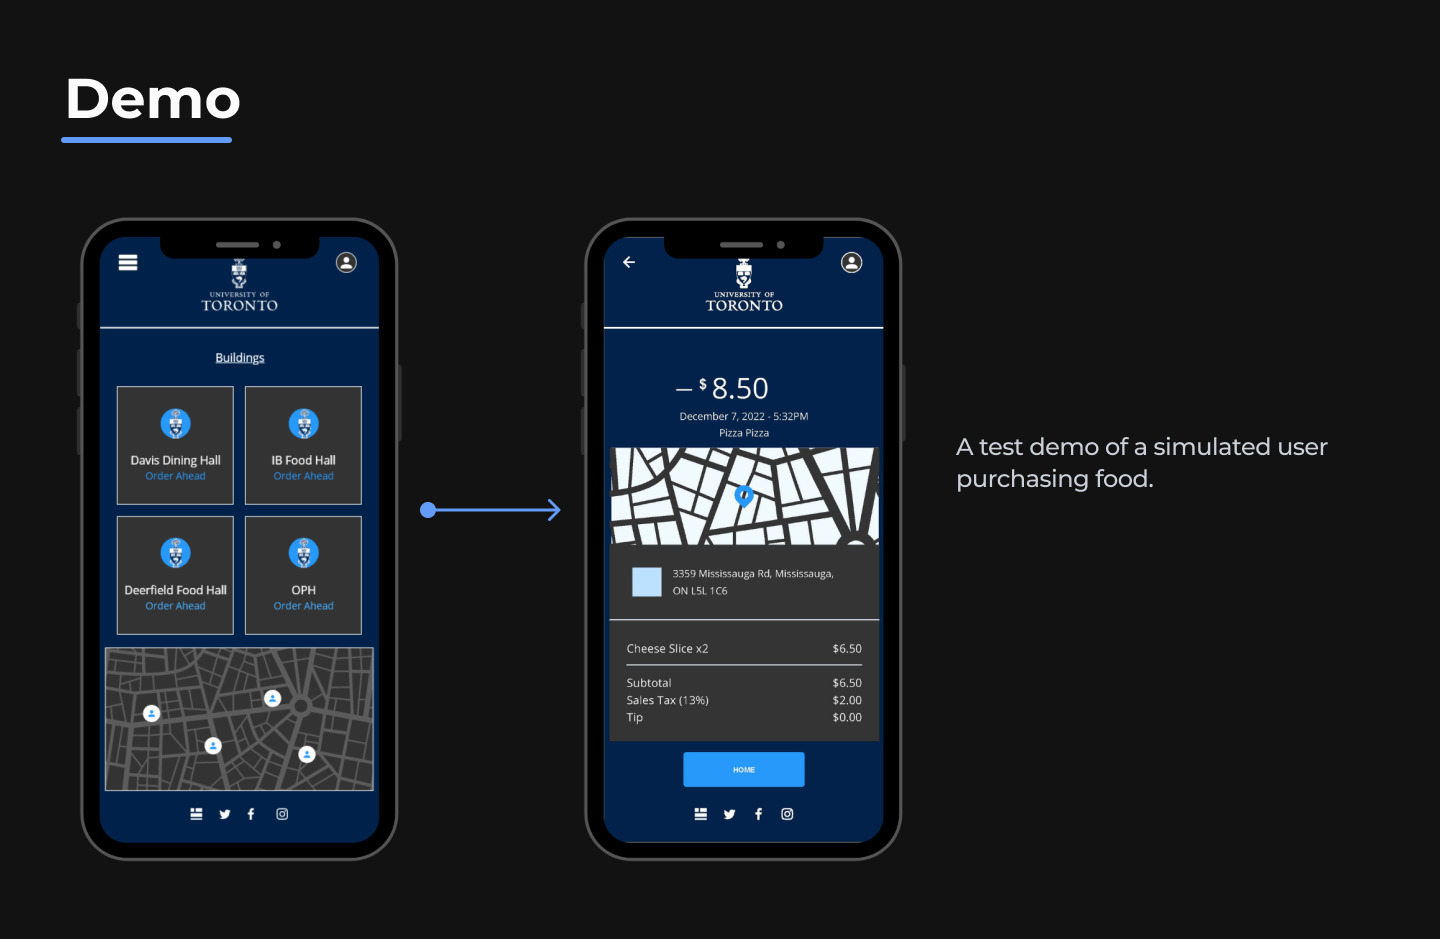 Demo
UNIVERSITY OF
TORONTO
Buildings
Davis Dining Hall
Order Ahead
IB Food Hall
Order Ahead
Deerfield Food Hall
Order Ahead
OPH
Order Ahead
UNIVERSITY OF
TORONTO
– $ 8.50
December 7, 2022 - 5:32PM
Pizza Pizza
3359 Mississauga Rd, Mississauga,
ON L5L 1C6
Cheese Slice x2 $6.50
Subtotal $6.50
Sales Tax (13%) $2.00
Tip $0.00
HOME
A test demo of a simulated user
purchasing food.